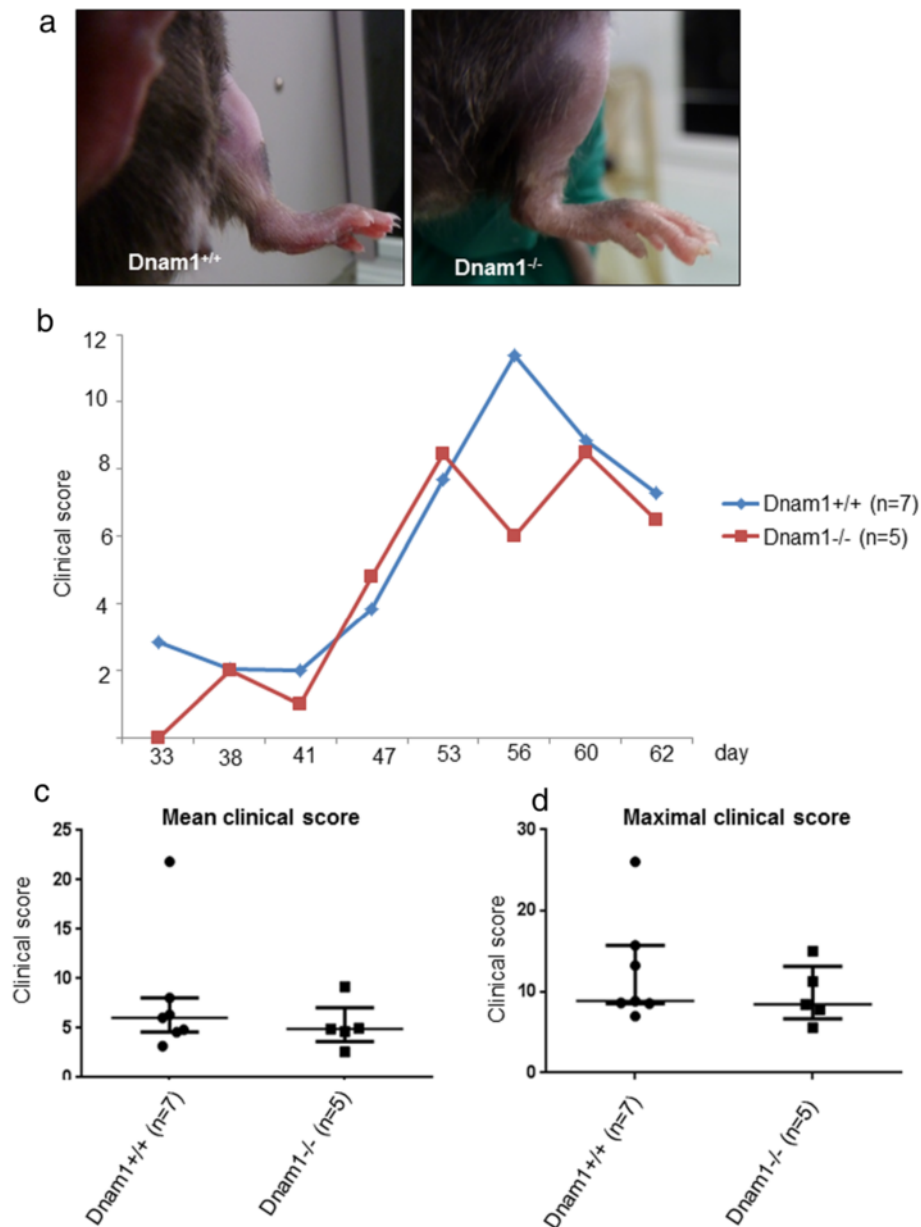 a
Dnam1+/+
Dnam1-/-
b
12
10
8
6
4
2
Clinical score
33 38 41 47 53 56 60 62 day
Dnam1+/+ (n=7)
Dnam1-/- (n=5)
c
Mean clinical score
25
20
15
10
5
0
Clinical score
Dnam1+/+ (n=7)
Dnam1-/- (n=5)
d
Maximal clinical score
30
20
10
0
Clinical score
Dnam1+/+ (n=7)
Dnam1-/- (n=5)